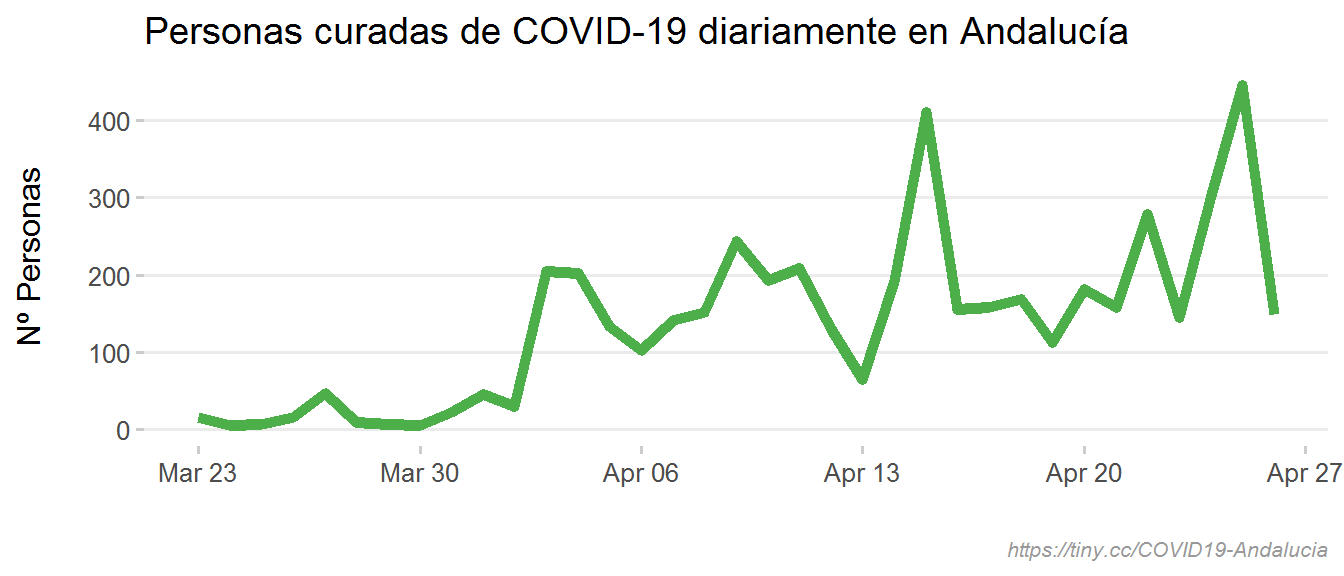 Personas curadas de COVID-19 diariamente en Andalucía
Nº Personas
400
300
200
100
0
Mar 23 Mar 30 Apr 06 Apr 13 Apr 20 Apr 27
https://tiny.cc/COVID19-Andalucia